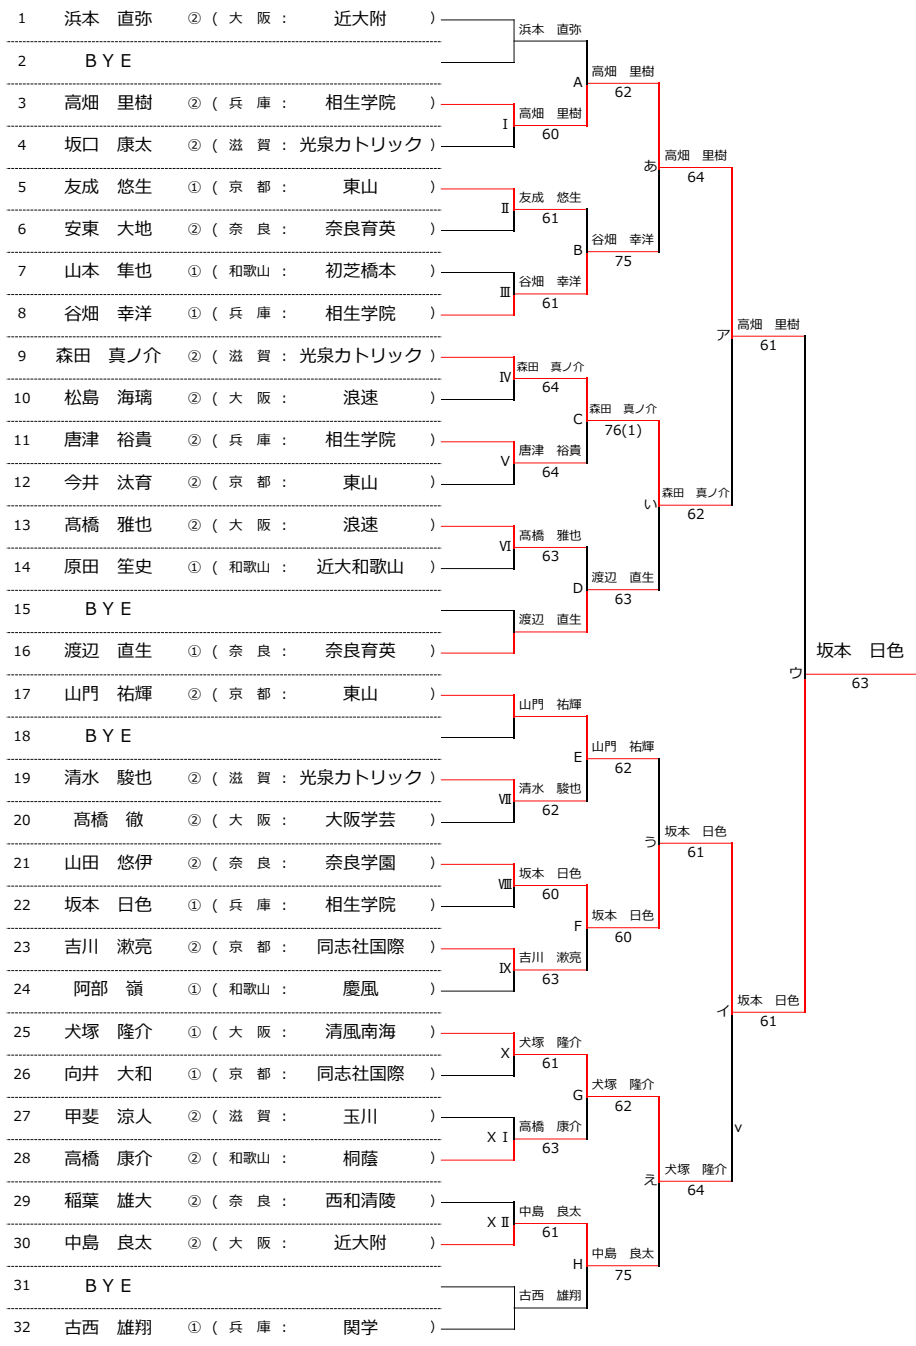 1 浜本 直弥 ② ( 大 阪 : 近大附 )
2 B Y E
3 高畑 里樹 ② ( 兵 庫 : 相生学院 )
4 坂口 康太 ② ( 滋 賀 : 光泉カトリック )
5 友成 悠生 ① ( 京 都 : 東山 )
6 安東 大地 ② ( 奈 良 : 奈良育英 )
7 山本 隼也 ① ( 和歌山 : 初芝橋本 )
8 谷畑 幸洋 ① ( 兵 庫 : 相生学院 )
9 森田 真ノ介 ② ( 滋 賀 : 光泉カトリック )
10 松島 海璃 ② ( 大 阪 : 浪速 )
11 唐津 裕貴 ② ( 兵 庫 : 相生学院 )
12 今井 汰育 ② ( 京 都 : 東山 )
13 髙橋 雅也 ② ( 大 阪 : 浪速 )
14 原田 笙史 ① ( 和歌山 : 近大和歌山 )
15 B Y E
16 渡辺 直生 ① ( 奈 良 : 奈良育英 )
17 山門 祐輝 ② ( 京 都 : 東山 )
18 B Y E
19 清水 駿也 ② ( 滋 賀 : 光泉カトリック )
20 髙橋 徹 ② ( 大 阪 : 大阪学芸 )
21 山田 悠伊 ② ( 奈 良 : 奈良学園 )
22 坂本 日色 ① ( 兵 庫 : 相生学院 )
23 吉川 漱亮 ② ( 京 都 : 同志社国際 )
24 阿部 嶺 ① ( 和歌山 : 慶風 )
25 犬塚 隆介 ① ( 大 阪 : 清風南海 )
26 向井 大和 ① ( 京 都 : 同志社国際 )
27 甲斐 涼人 ② ( 滋 賀 : 玉川 )
28 高橋 康介 ② ( 和歌山 : 桐蔭 )
29 稲葉 雄大 ② ( 奈 良 : 西和清陵 )
30 中島 良太 ② ( 大 阪 : 近大附 )
31 B Y E
32 古西 雄翔 ① ( 兵 庫 : 関学 )
浜本 直弥
Ⅰ 高畑 里樹
60
Ⅱ 友成 悠生
61
Ⅲ 谷畑 幸洋
61
Ⅳ 森田 真ノ介
64
Ⅴ 唐津 裕貴
64
Ⅵ 髙橋 雅也
63
渡辺 直生
山門 祐輝
Ⅶ 清水 駿也
62
Ⅷ 坂本 日色
60
Ⅸ 吉川 漱亮
63
Ⅹ 犬塚 隆介
61
ⅩⅠ 高橋 康介
63
ⅩⅡ 中島 良太
61
古西 雄翔
A 高畑 里樹
62
B 谷畑 幸洋
75
C 森田 真ノ介
76(1)
D 渡辺 直生
63
E 山門 祐輝
62
F 坂本 日色
60
G 犬塚 隆介
62
H 中島 良太
75
あ 高畑 里樹
64
い 森田 真ノ介
62
う 坂本 日色
61
え 犬塚 隆介
64
ア 高畑 里樹
61
イ 坂本 日色
61
v
ウ 坂本 日色
63